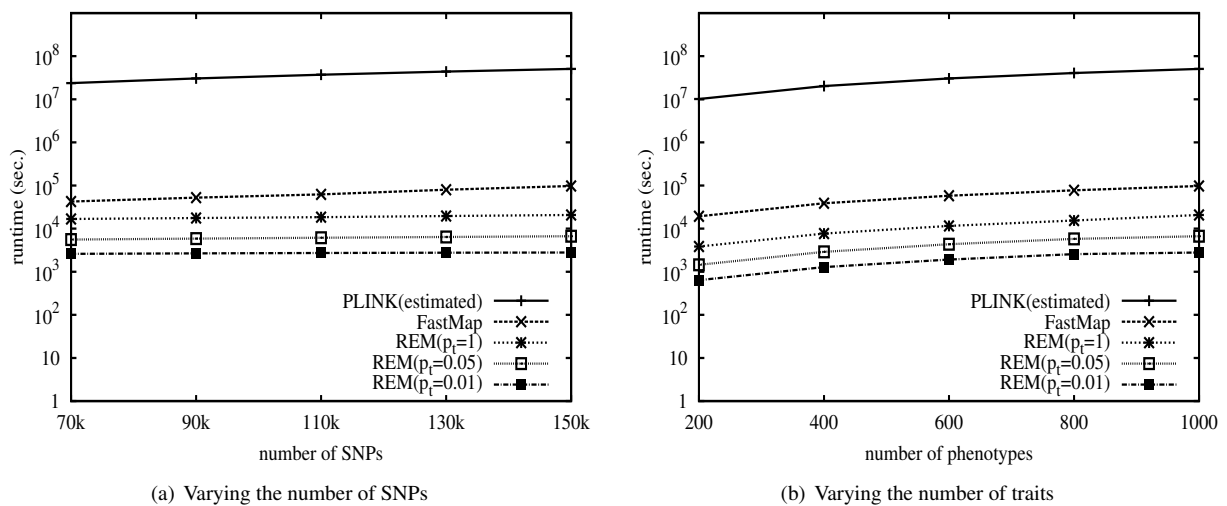 10^8
10^7
10^6
10^5
10^4
10^3
10^2
10
1
runtime (sec.)
PLINK(estimated)
FastMap
REM(p_t=1)
REM(p_t=0.05)
REM(p_t=0.01)
70k 90k 110k 130k 150k
number of SNPs
(a) Varying the number of SNPs
10^8
10^7
10^6
10^5
10^4
10^3
10^2
10
1
runtime (sec.)
PLINK(estimated)
FastMap
REM(p_t=1)
REM(p_t=0.05)
REM(p_t=0.01)
200 400 600 800 1000
number of phenotypes
(b) Varying the number of traits